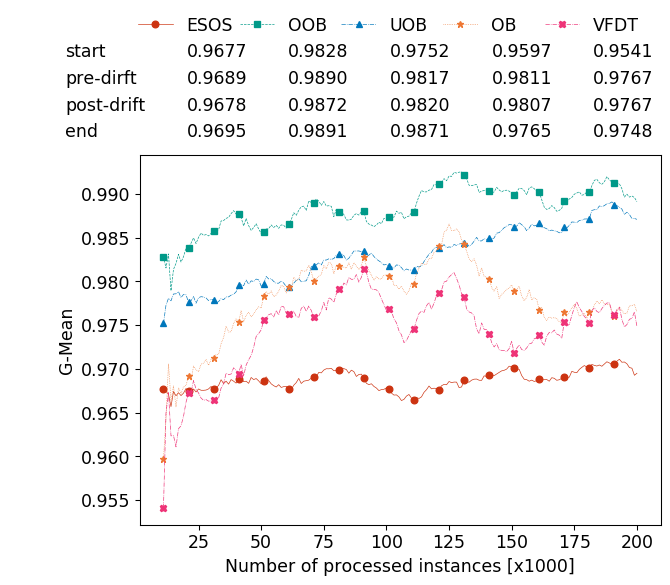 ESOS OOB UOB OB VFDT
start 0.9677 0.9828 0.9752 0.9597 0.9541
pre-dirft 0.9689 0.9890 0.9817 0.9811 0.9767
post-drift 0.9678 0.9872 0.9820 0.9807 0.9767
end 0.9695 0.9891 0.9871 0.9765 0.9748
0.990
0.985
0.980
0.975
0.970
0.965
0.960
0.955
G-Mean
25 50 75 100 125 150 175 200
Number of processed instances [x1000]